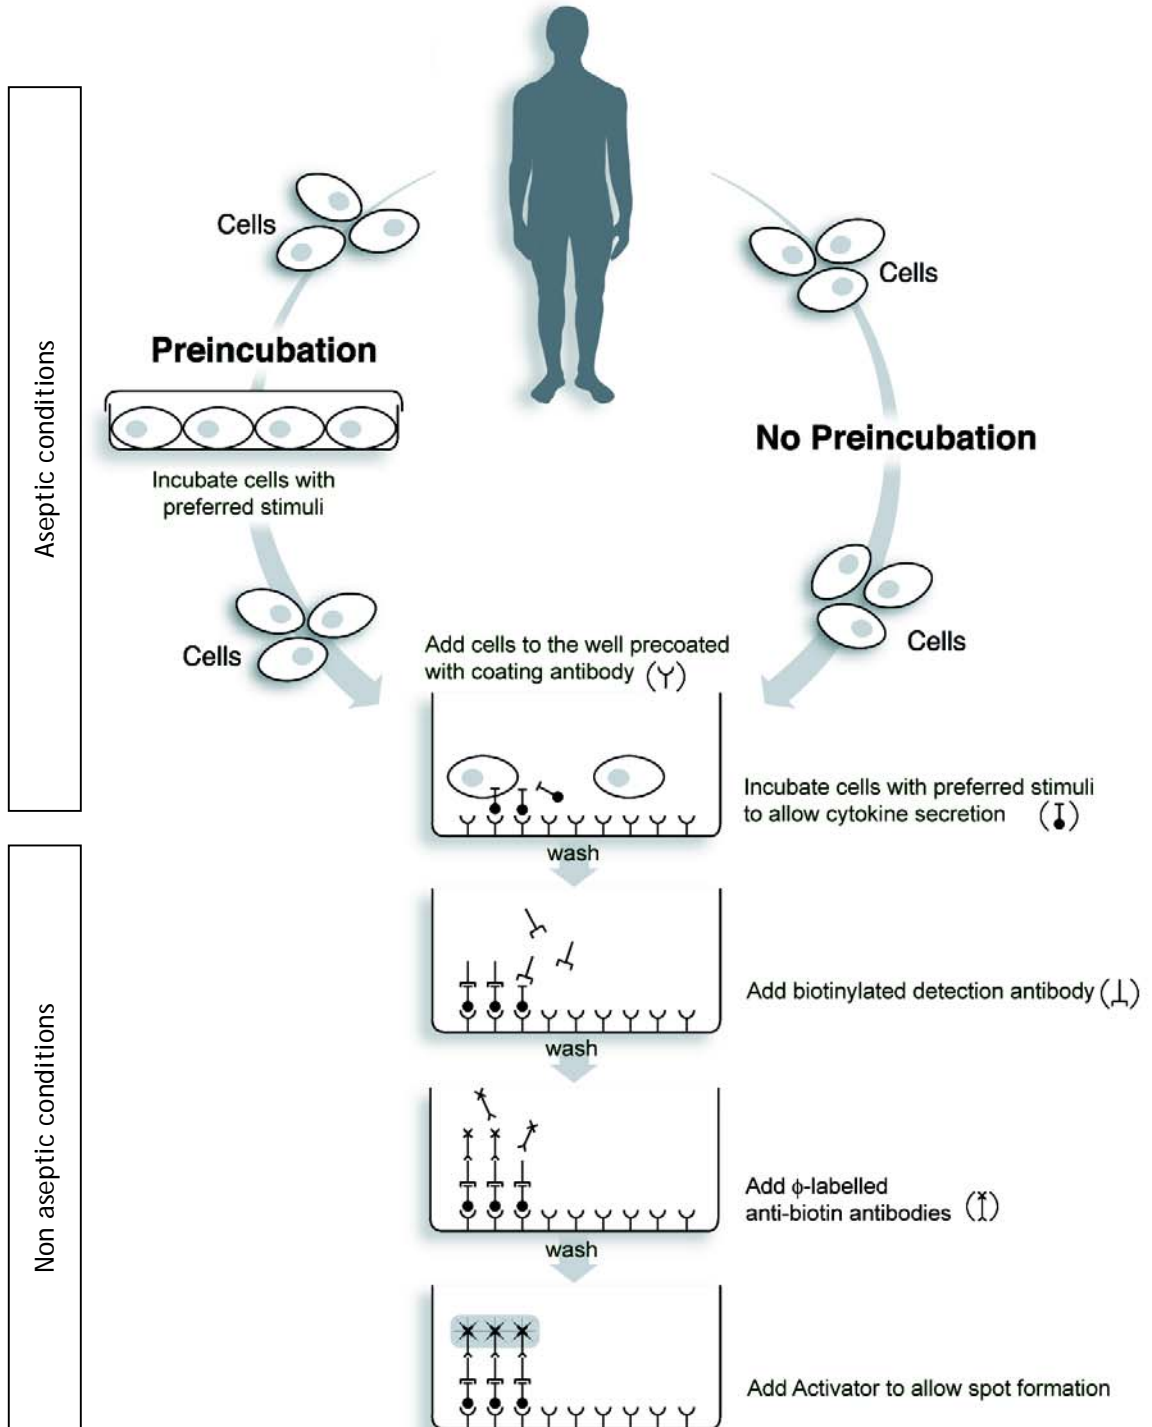 Aseptic conditions
Cells
Cells
Preincubation
No Preincubation
Incubate cells with
preferred stimuli
Cells
Cells
Add cells to the well precoated
with coating antibody ( )
Incubate cells with preferred stimuli
to allow cytokine secretion ( )
wash
Non aseptic conditions
Add biotinylated detection antibody ( )
wash
Add ϕ-labelled
anti-biotin antibodies ( )
wash
Add Activator to allow spot formation